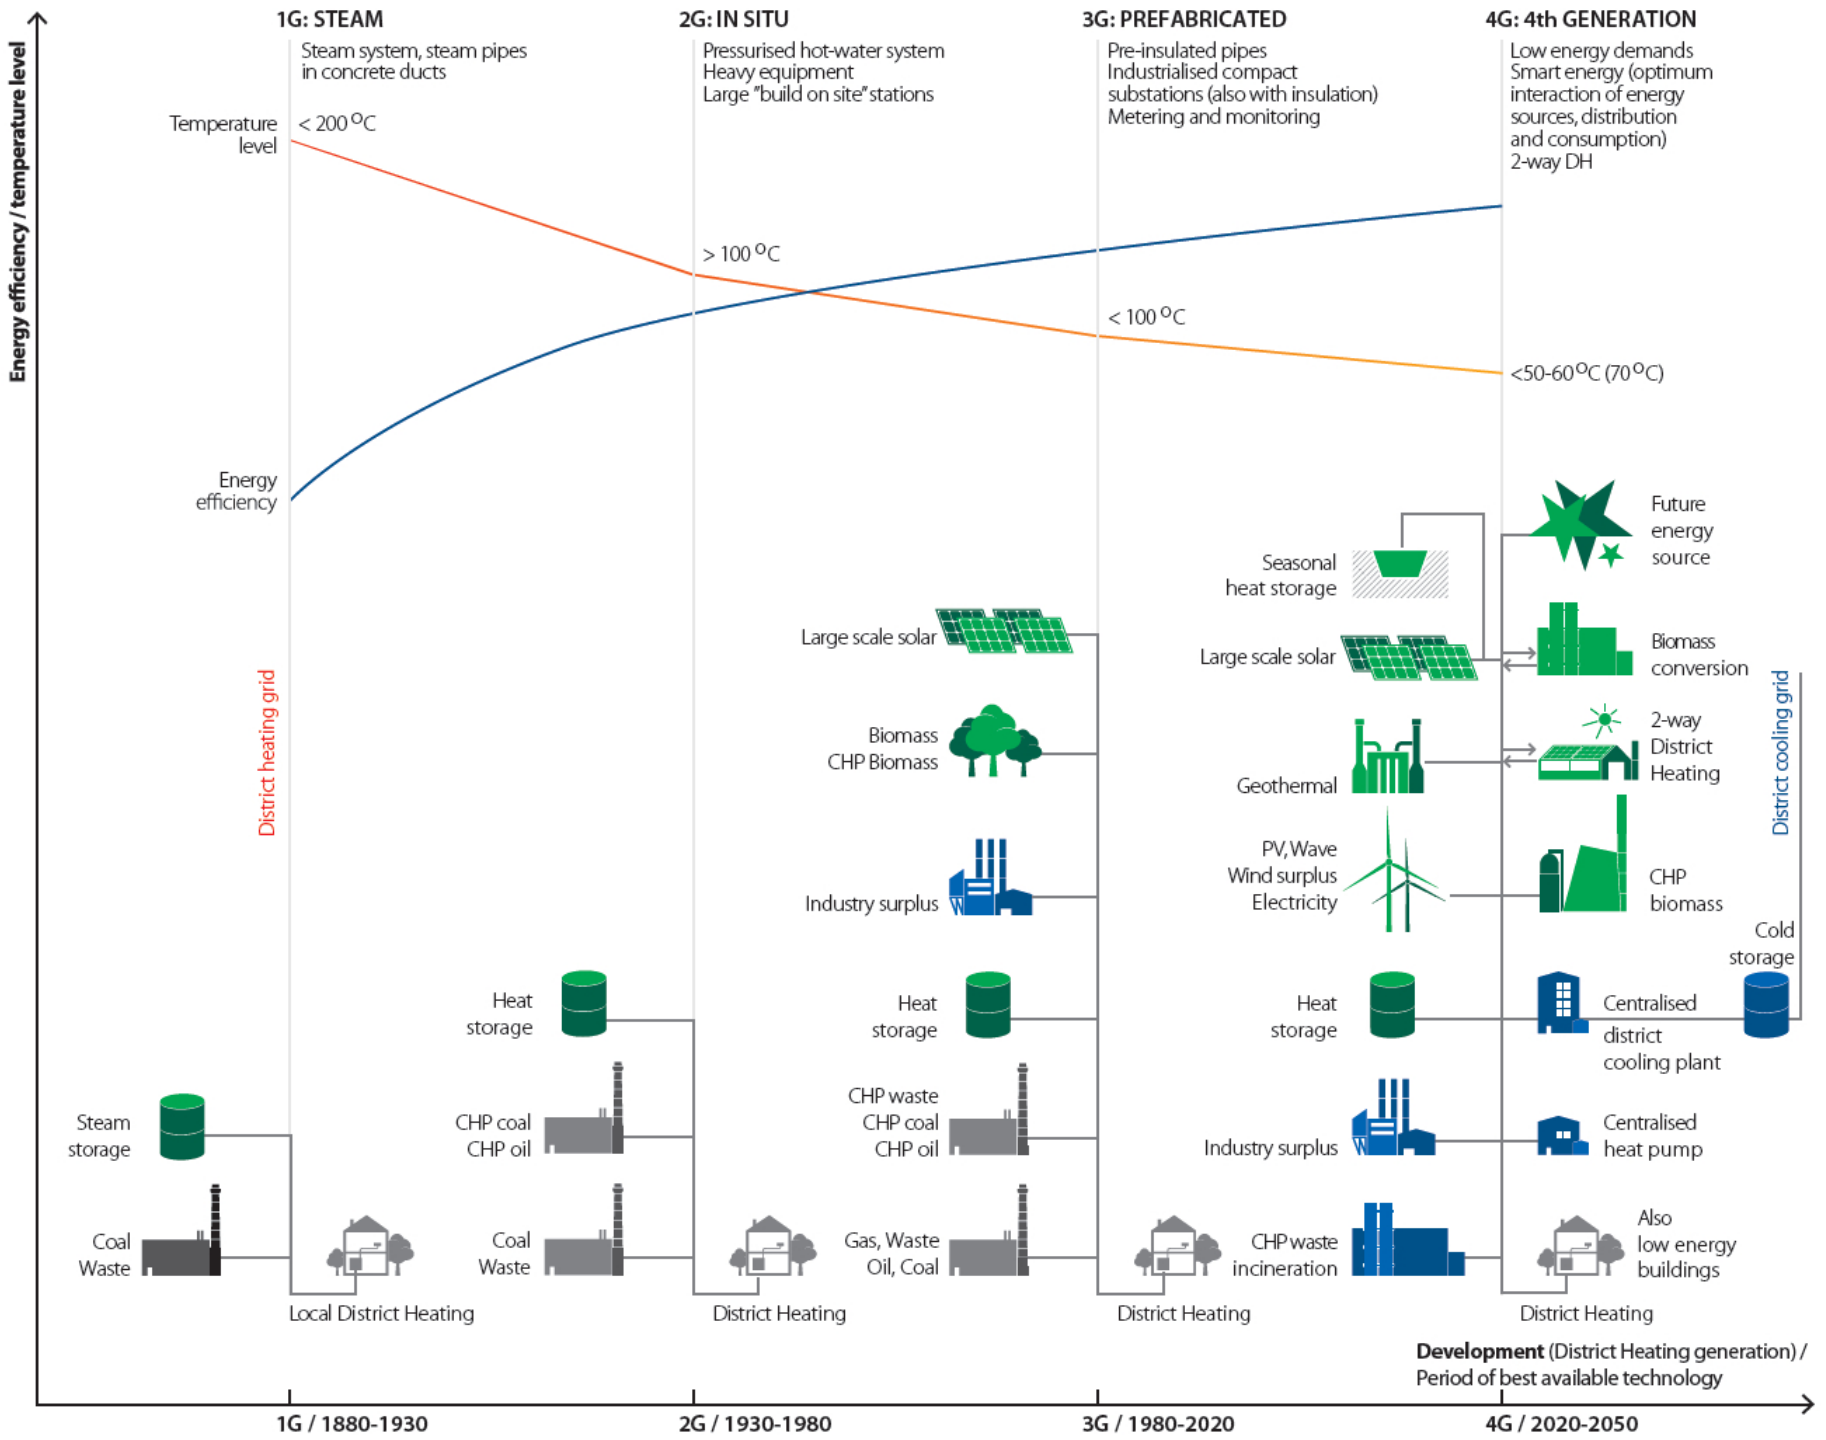 1G: STEAM
Steam system, steam pipes
in concrete ducts
2G: IN SITU
Pressurised hot-water system
Heavy equipment
Large "build on site" stations
3G: PREFABRICATED
Pre-insulated pipes
Industrialised compact
substations (also with insulation)
Metering and monitoring
4G: 4th GENERATION
Low energy demands
Smart energy (optimum
interaction of energy
sources, distribution
and consumption)
2-way DH
Energy efficiency / temperature level
Temperature
level
< 200 °C
> 100 °C
< 100 °C
<50-60 °C (70 °C)
Energy
efficiency
District heating grid
Steam
storage
Coal
Waste
Local District Heating
Heat
storage
CHP coal
CHP oil
Coal
Waste
District Heating
Large scale solar
Biomass
CHP Biomass
Industry surplus
Heat
storage
CHP waste
CHP coal
CHP oil
Gas, Waste
Oil, Coal
District Heating
Seasonal
heat storage
Large scale solar
Geothermal
PV, Wave
Wind surplus
Electricity
Heat
storage
Industry surplus
CHP waste
incineration
Future
energy
source
Biomass
conversion
2-way
District
Heating
CHP
biomass
District cooling grid
Cold
storage
Centralised
district
cooling plant
Centralised
heat pump
Also
low energy
buildings
District Heating
Development (District Heating generation) /
Period of best available technology
1G / 1880-1930
2G / 1930-1980
3G / 1980-2020
4G / 2020-2050